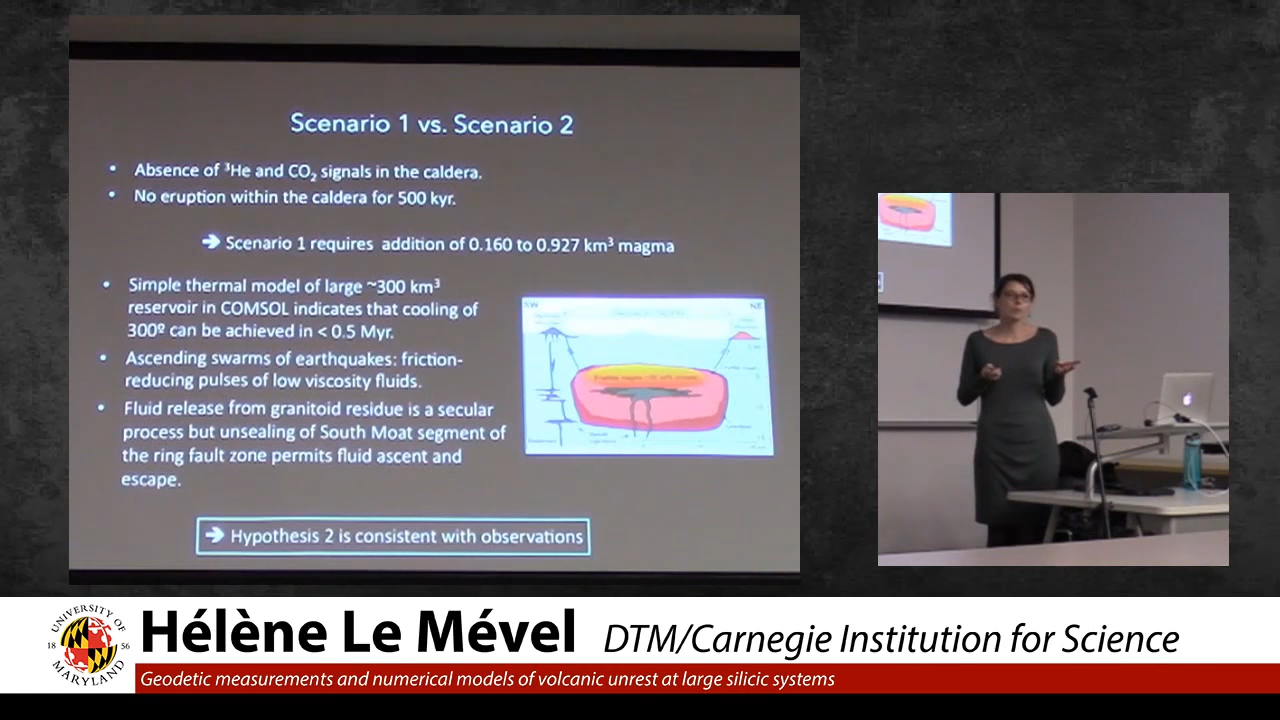 Scenario 1 vs. Scenario 2
• Absence of ³He and CO₂ signals in the caldera.
• No eruption within the caldera for 500 kyr.
➔ Scenario 1 requires addition of 0.160 to 0.927 km³ magma
• Simple thermal model of large ~300 km³
reservoir in COMSOL indicates that cooling of
300º can be achieved in < 0.5 Myr.
• Ascending swarms of earthquakes: friction-
reducing pulses of low viscosity fluids.
• Fluid release from granitoid residue is a secular
process but unsealing of South Moat segment of
the ring fault zone permits fluid ascent and
escape.
SW
NE
➔ Hypothesis 2 is consistent with observations
UNIVERSITY OF
18 56
MARYLAND
Hélène Le Mével DTM/Carnegie Institution for Science
Geodetic measurements and numerical models of volcanic unrest at large silicic systems